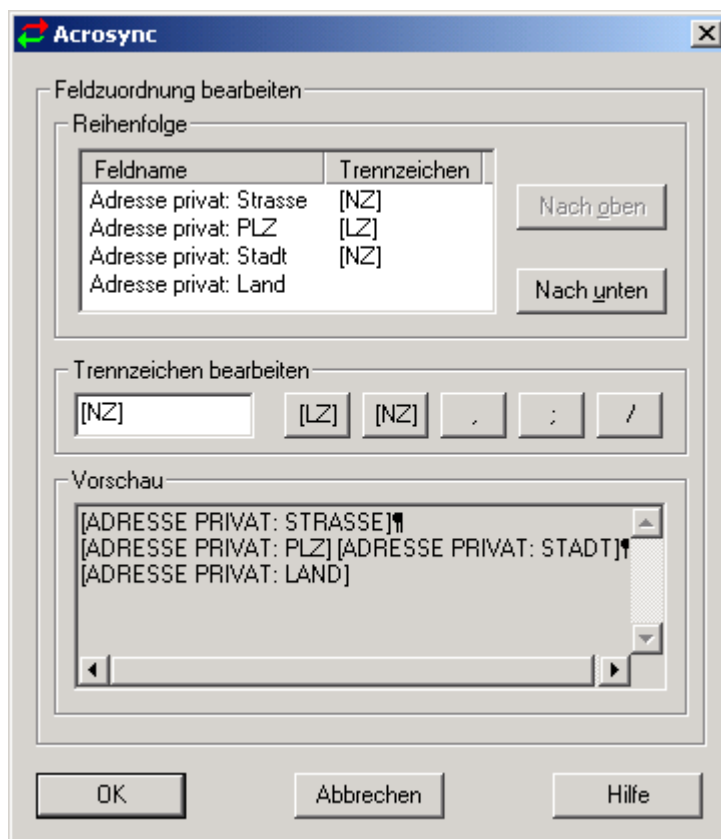 Acrosync
Feldzuordnung bearbeiten
Reihenfolge
Feldname Trennzeichen
Adresse privat: Strasse [NZ]
Adresse privat: PLZ [LZ]
Adresse privat: Stadt [NZ]
Adresse privat: Land
Nach oben
Nach unten
Trennzeichen bearbeiten
[NZ] [LZ] [NZ] , ; /
Vorschau
[ADRESSE PRIVAT: STRASSE]¶
[ADRESSE PRIVAT: PLZ] [ADRESSE PRIVAT: STADT]¶
[ADRESSE PRIVAT: LAND]
OK Abbrechen Hilfe